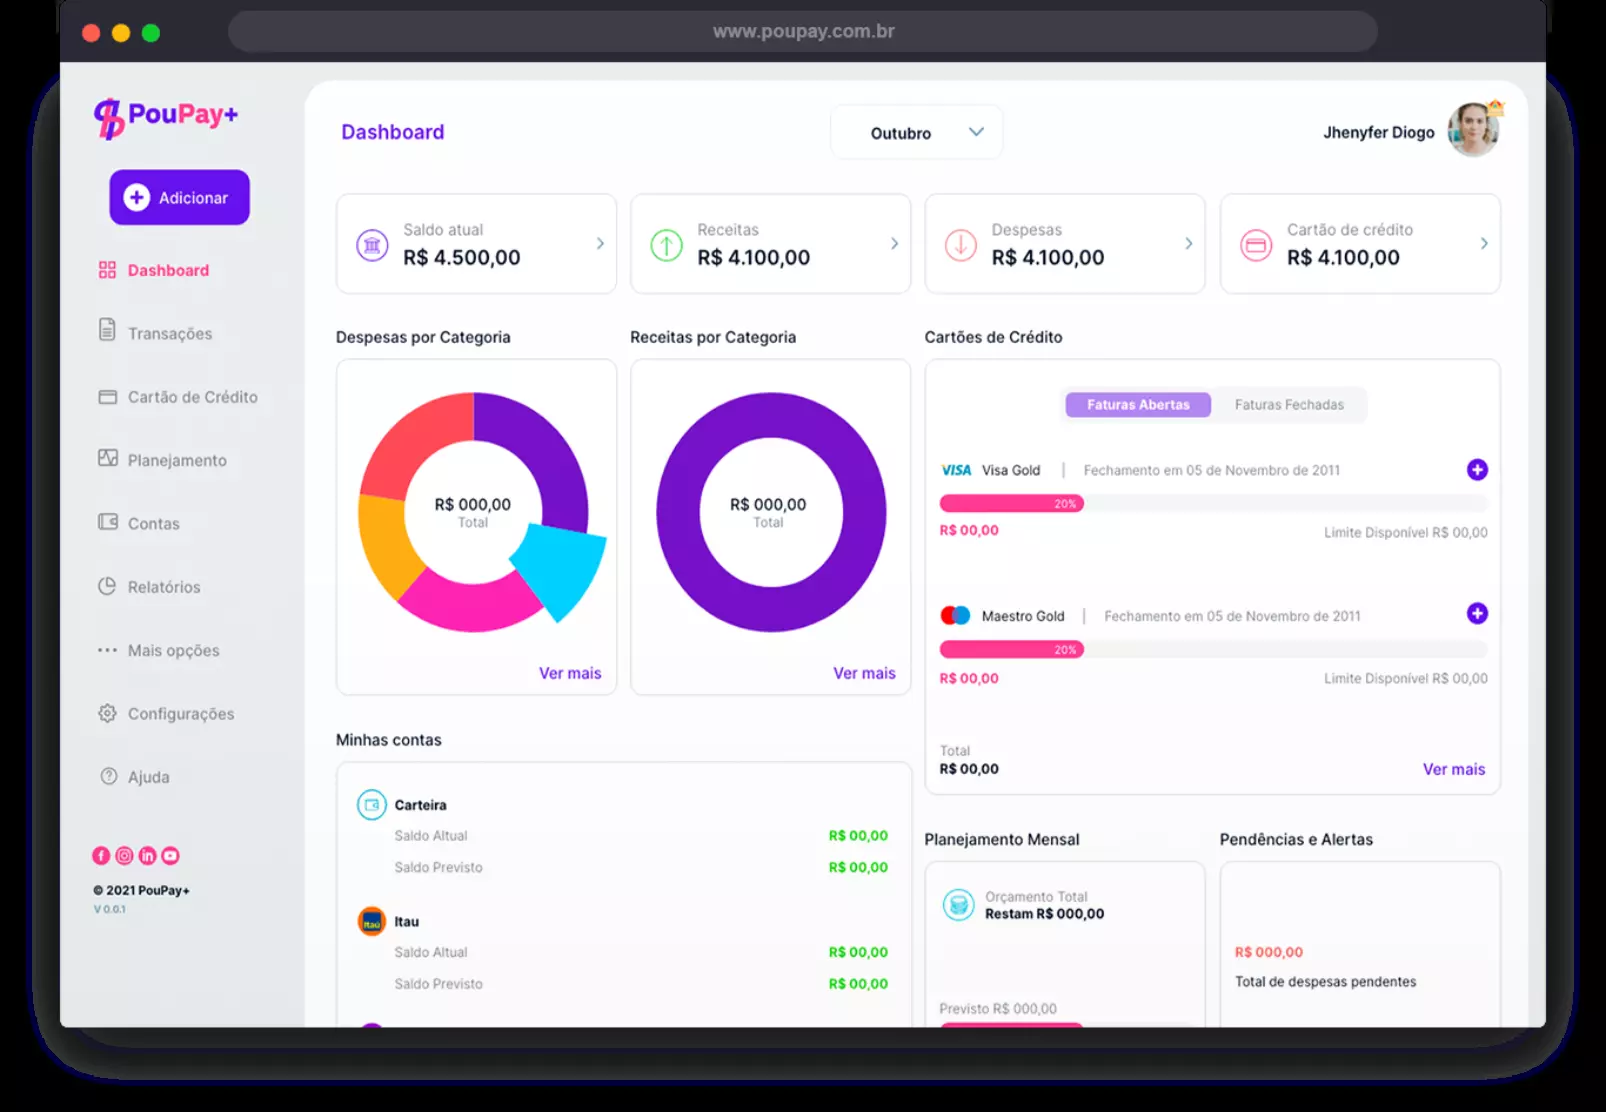 www.poupay.com.br
PouPay+
Adicionar
Dashboard
Transações
Cartão de Crédito
Planejamento
Contas
Relatórios
Mais opções
Configurações
Ajuda
© 2021 PouPay+
V 0.0.1
Dashboard
Outubro
Jhenyfer Diogo
Saldo atual
R$ 4.500,00
Receitas
R$ 4.100,00
Despesas
R$ 4.100,00
Cartão de crédito
R$ 4.100,00
Despesas por Categoria
R$ 000,00
Total
Ver mais
Receitas por Categoria
R$ 000,00
Total
Ver mais
Cartões de Crédito
Faturas Abertas
Faturas Fechadas
VISA Visa Gold | Fechamento em 05 de Novembro de 2011
20%
R$ 00,00
Limite Disponível R$ 00,00
Maestro Gold | Fechamento em 05 de Novembro de 2011
20%
R$ 00,00
Limite Disponível R$ 00,00
Total
R$ 00,00
Ver mais
Minhas contas
Carteira
Saldo Altual R$ 00,00
Saldo Previsto R$ 00,00
Itaú Itau
Saldo Altual R$ 00,00
Saldo Previsto R$ 00,00
Planejamento Mensal
Orçamento Total
Restam R$ 000,00
Previsto R$ 000,00
Pendências e Alertas
R$ 000,00
Total de despesas pendentes